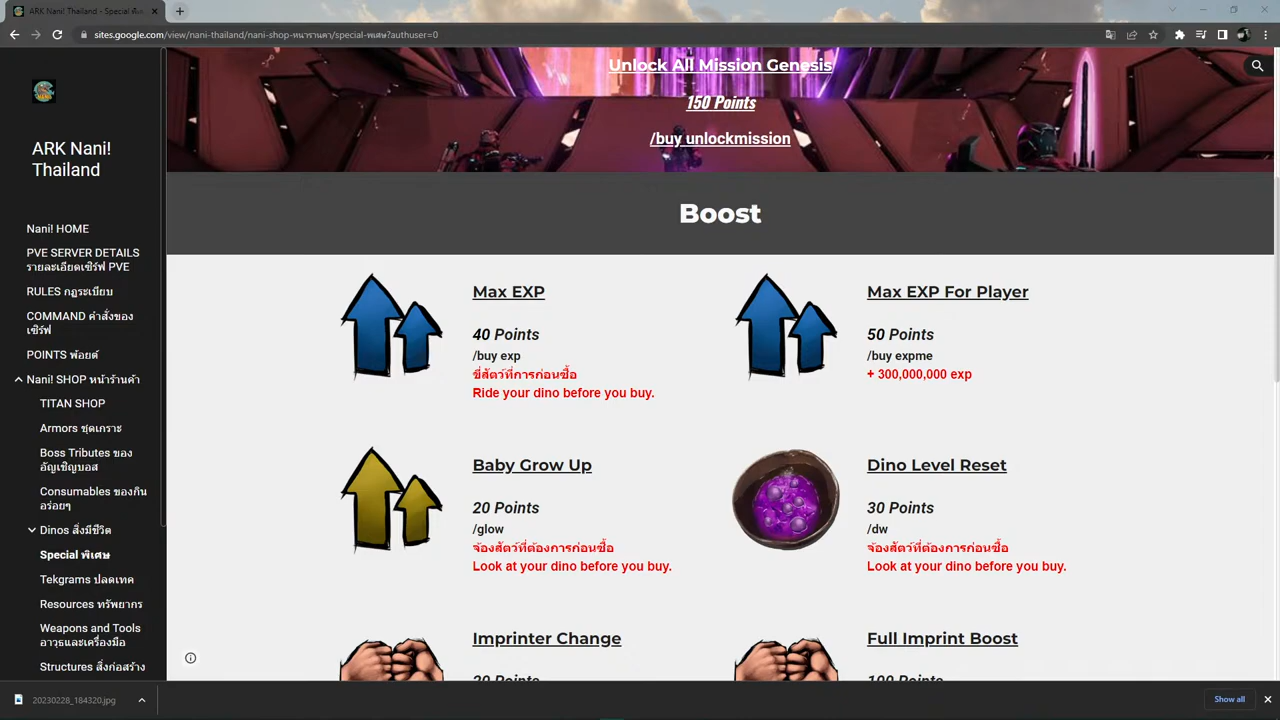 ARK Nani! Thailand - Special พิเศษ
sites.google.com/view/nani-thailand/nani-shop-หนารานคา/special-พเศษ?authuser=0
ARK Nani!
Thailand
Nani! HOME
PVE SERVER DETAILS
รายละเอียดเซิร์ฟ PVE
RULES กฎระเบียบ
COMMAND คำสั่งของ
เซิร์ฟ
POINTS พ้อยต์
Nani! SHOP หน้าร้านค้า
TITAN SHOP
Armors ชุดเกราะ
Boss Tributes ของ
อัญเชิญบอส
Consumables ของกิน
อร่อยๆ
Dinos สิ่งมีชีวิต
Special พิเศษ
Tekgrams ปลดเทค
Resources ทรัพยากร
Weapons and Tools
อาวุธและเครื่องมือ
Structures สิ่งก่อสร้าง
Unlock All Mission Genesis
150 Points
/buy unlockmission
Boost
Max EXP
40 Points
/buy exp
ขี่สัตว์ที่การก่อนซื้อ
Ride your dino before you buy.
Max EXP For Player
50 Points
/buy expme
+ 300,000,000 exp
Baby Grow Up
20 Points
/glow
จ้องสัตว์ที่ต้องการก่อนซื้อ
Look at your dino before you buy.
Dino Level Reset
30 Points
/dw
จ้องสัตว์ที่ต้องการก่อนซื้อ
Look at your dino before you buy.
Imprinter Change
20 Points
Full Imprint Boost
100 Points
20230228_184320.jpg
Show all